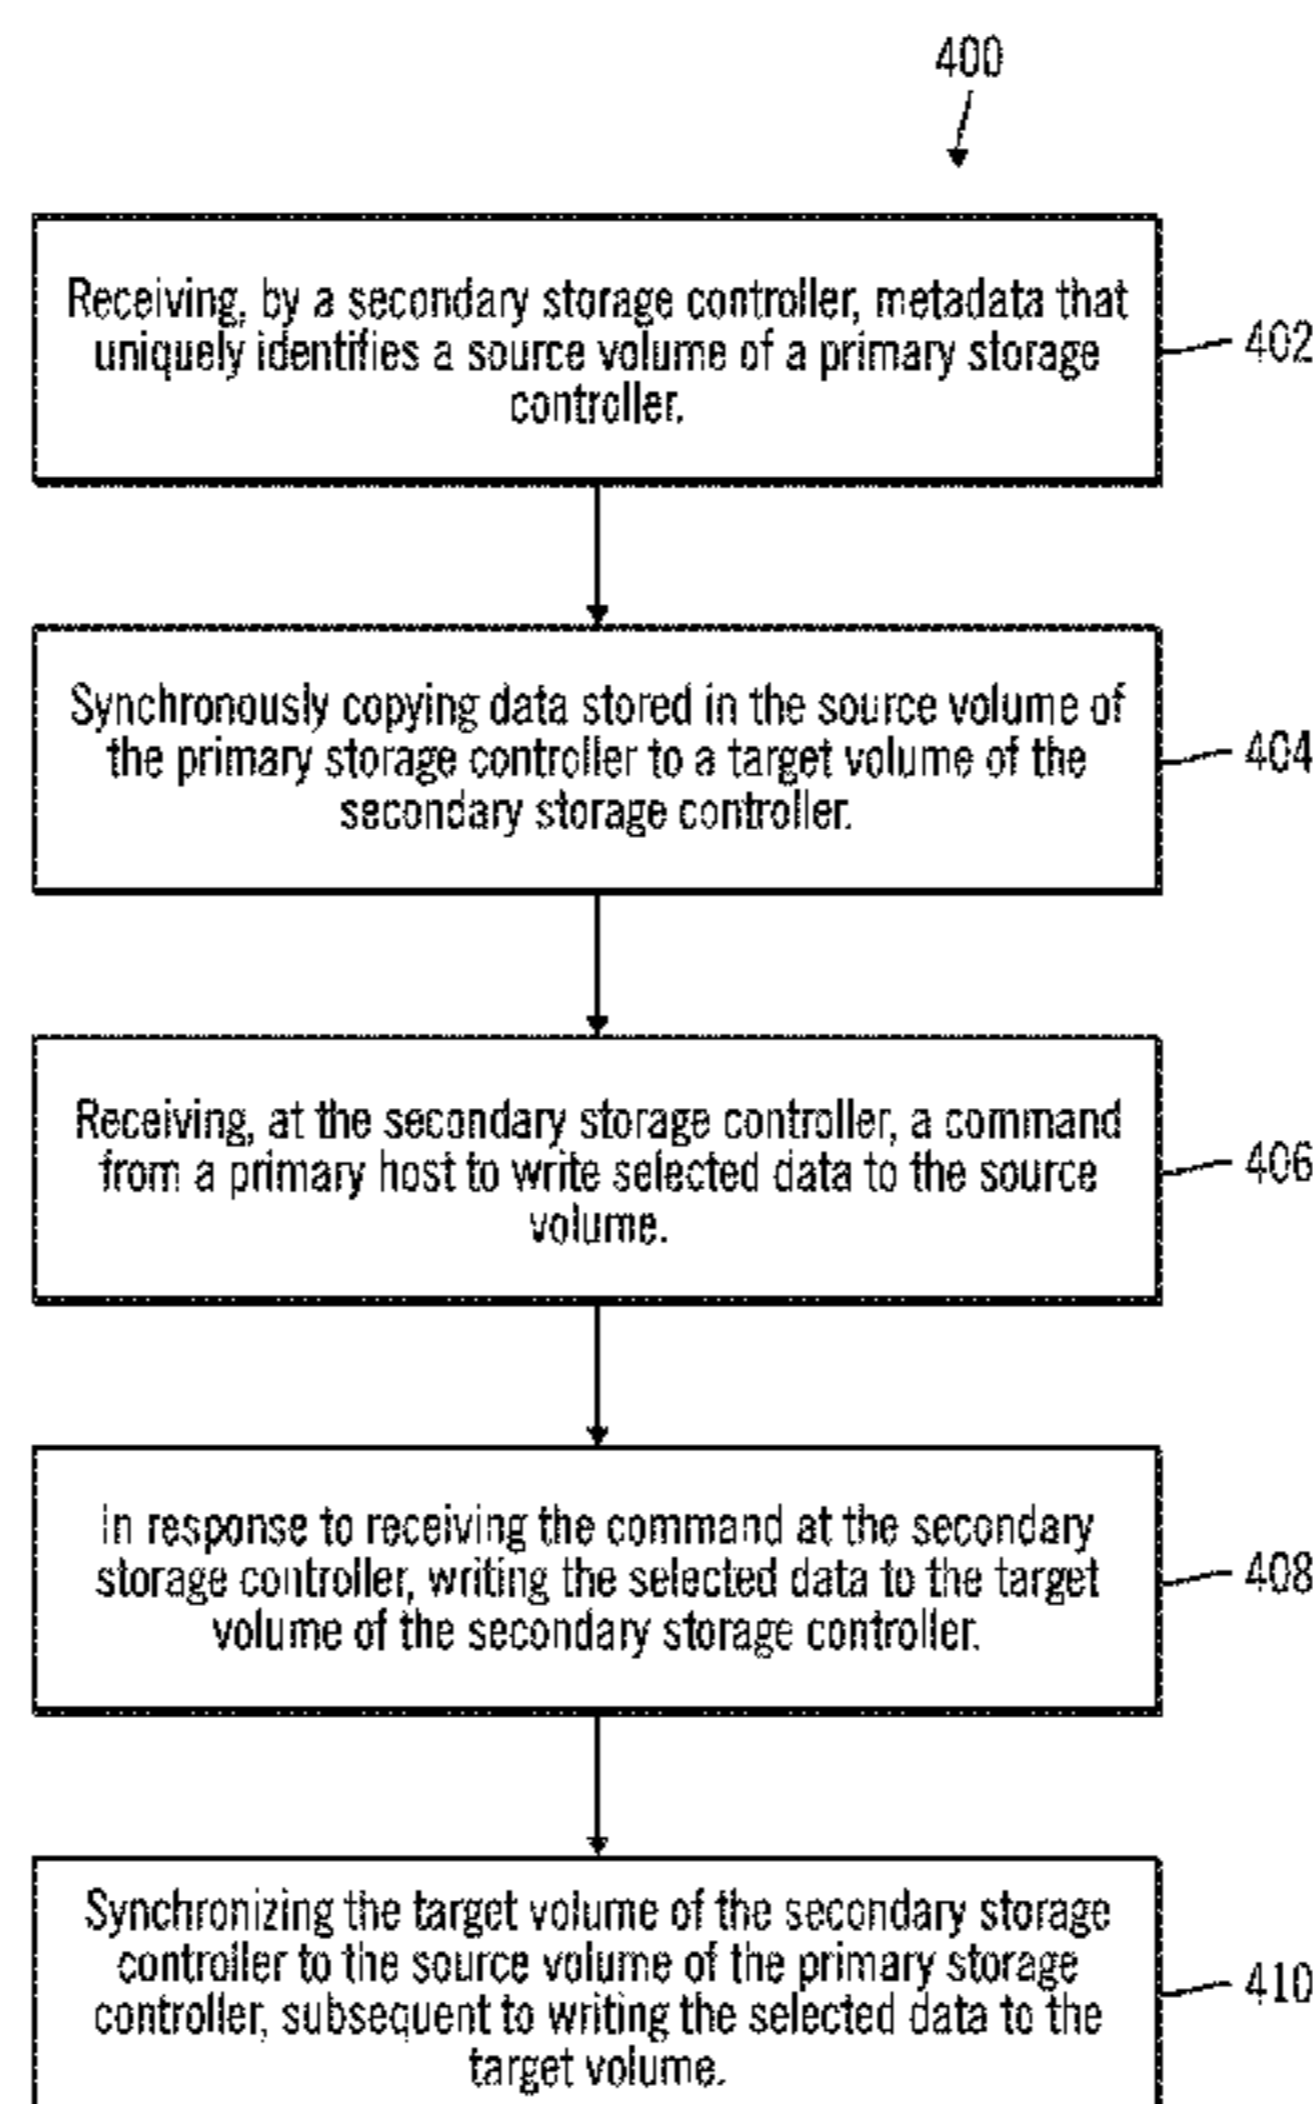 400
Receiving, by a secondary storage controller, metadata that
uniquely identifies a source volume of a primary storage
controller.
402
Synchronously copying data stored in the source volume of
the primary storage controller to a target volume of the
secondary storage controller.
404
Receiving, at the secondary storage controller, a command
from a primary host to write selected data to the source
volume.
406
In response to receiving the command at the secondary
storage controller, writing the selected data to the target
volume of the secondary storage controller.
408
Synchronizing the target volume of the secondary storage
controller to the source volume of the primary storage
controller, subsequent to writing the selected data to the
target volume.
410